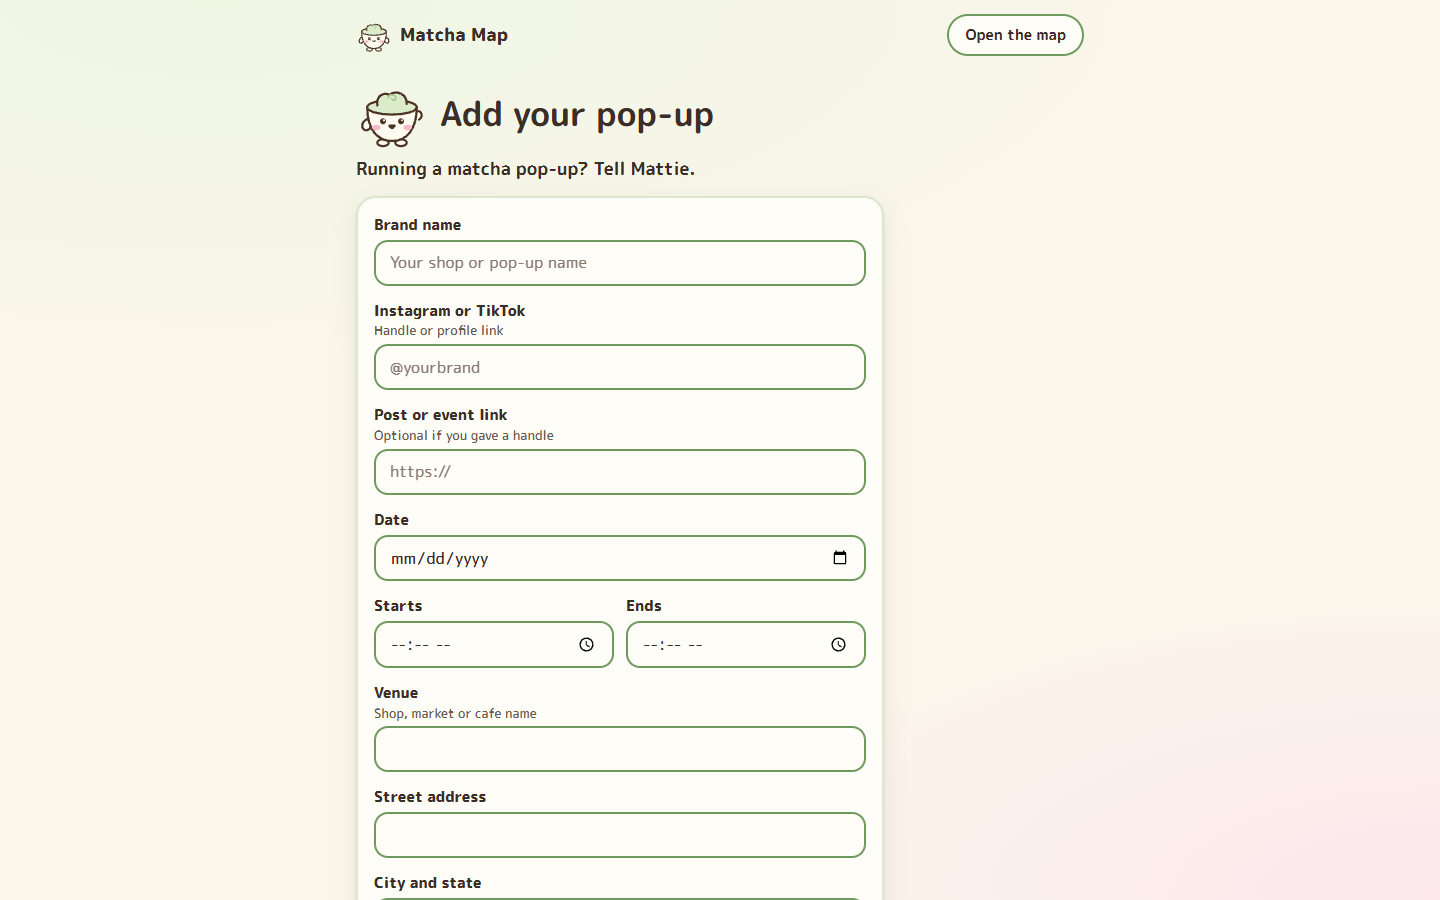 Matcha Map
Open the map
Add your pop-up
Running a matcha pop-up? Tell Mattie.
Brand name
Your shop or pop-up name
Instagram or TikTok
Handle or profile link
@yourbrand
Post or event link
Optional if you gave a handle
https://
Date
mm/dd/yyyy
Starts
Ends
--:-- --
--:-- --
Venue
Shop, market or cafe name
Street address
City and state